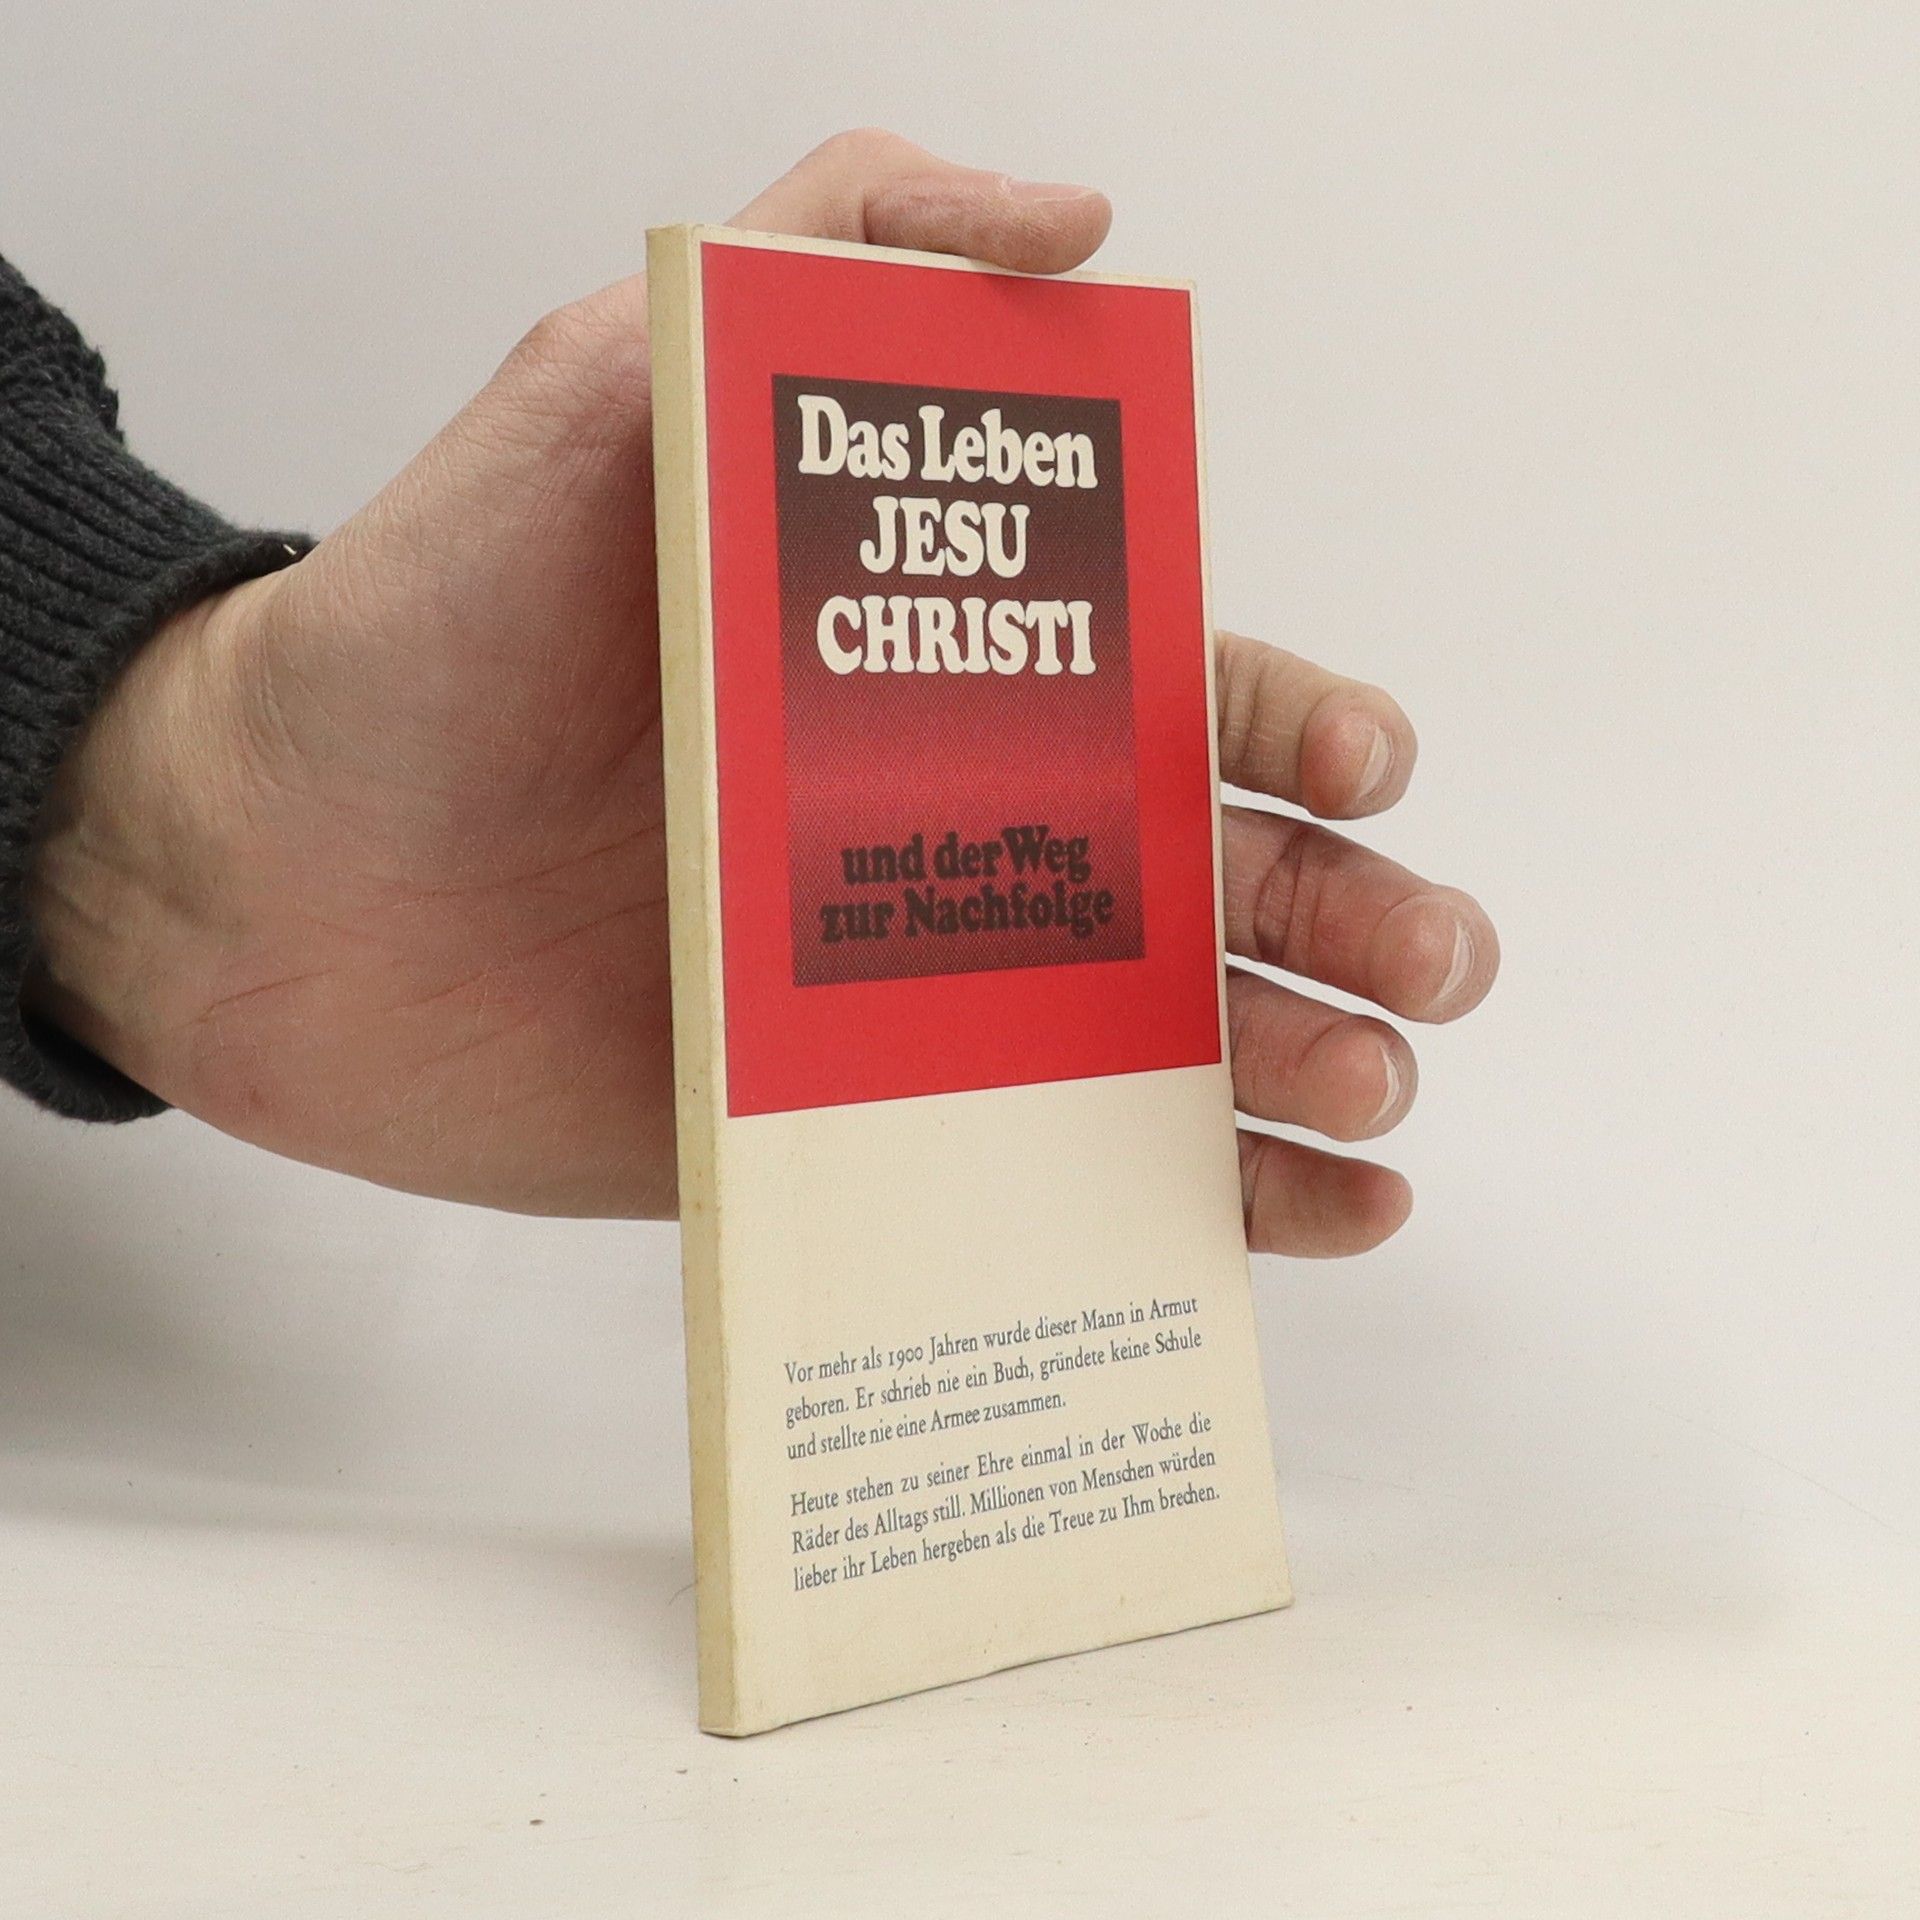 Das Leben
JESU
CHRISTI
und der Weg
zur Nachfolge
Vor mehr als 1900 Jahren wurde dieser Mann in Armut
geboren. Er schrieb nie ein Buch, gründete keine Schule
und stellte nie eine Armee zusammen.
Heute stehen zu seiner Ehre einmal in der Woche die
Räder des Alltags still. Millionen von Menschen würden
lieber ihr Leben hergeben als die Treue zu Ihm brechen.